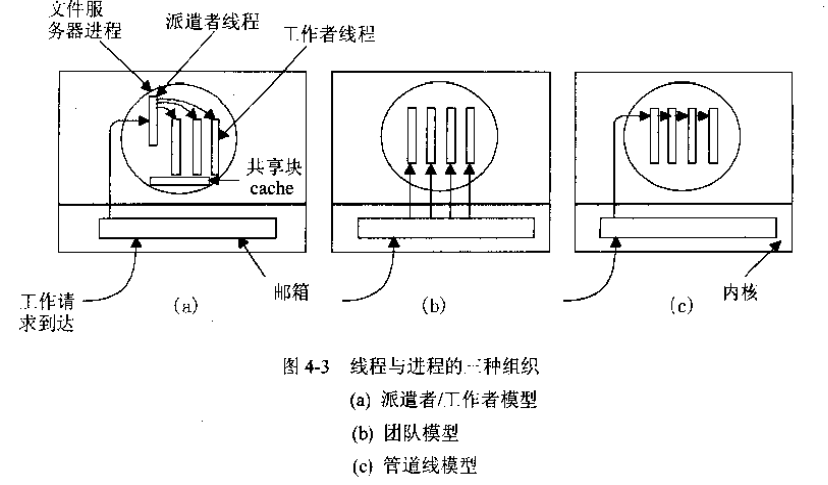 文件服
务器进程
派遣者线程
工作者线程
共享块
cache
工作请
求到达
(a)
邮箱
(b)
(c)
内核
图 4-3 线程与进程的三种组织
(a) 派遣者/工作者模型
(b) 团队模型
(c) 管道线模型